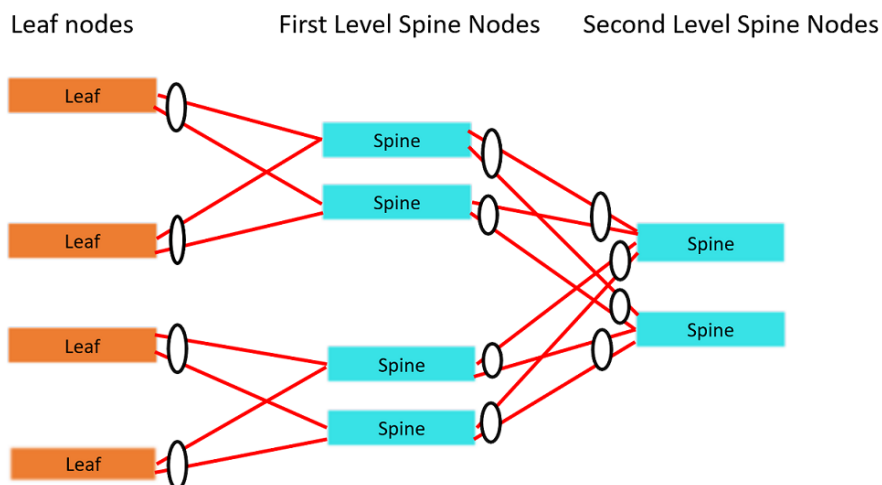 Leaf nodes
First Level Spine Nodes
Second Level Spine Nodes
Leaf
Spine
Spine
Leaf
Spine
Spine
Leaf
Spine
Spine
Leaf